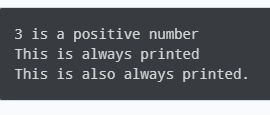 3 is a positive number
This is always printed
This is also always printed.